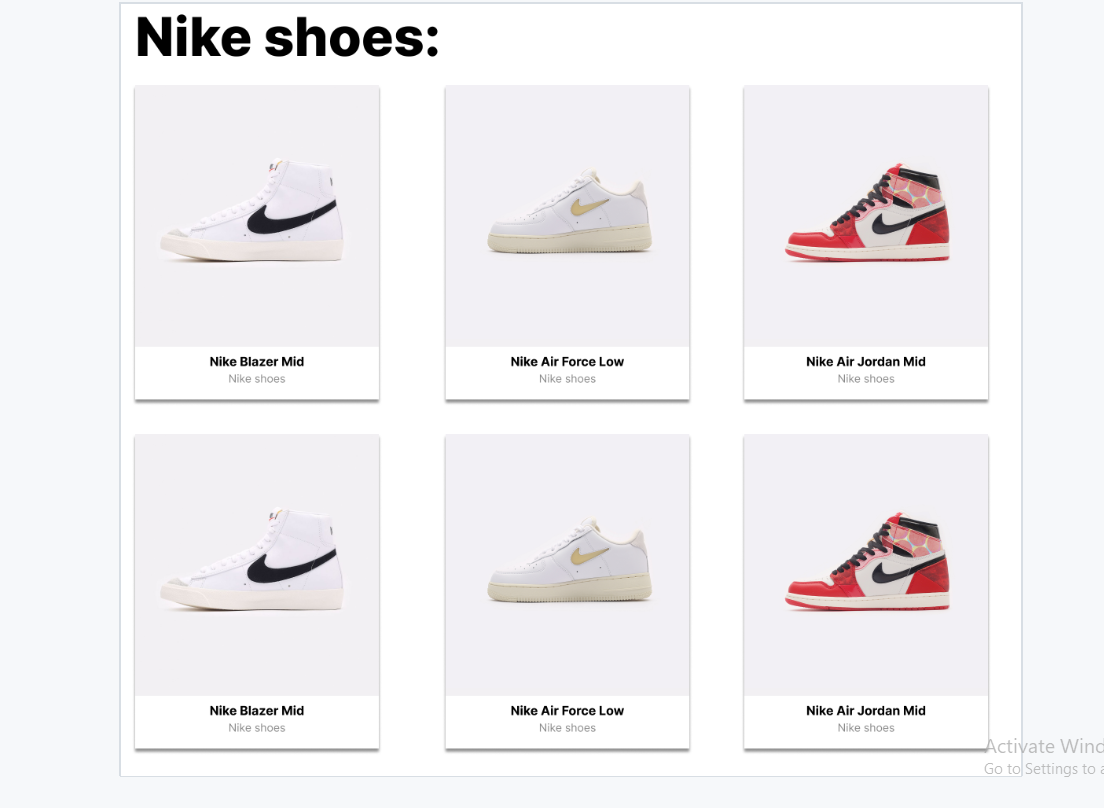 Nike shoes:
Nike Blazer Mid
Nike shoes
Nike Air Force Low
Nike shoes
Nike Air Jordan Mid
Nike shoes
Nike Blazer Mid
Nike shoes
Nike Air Force Low
Nike shoes
Nike Air Jordan Mid
Nike shoes
Activate Wind
Go to Settings to a